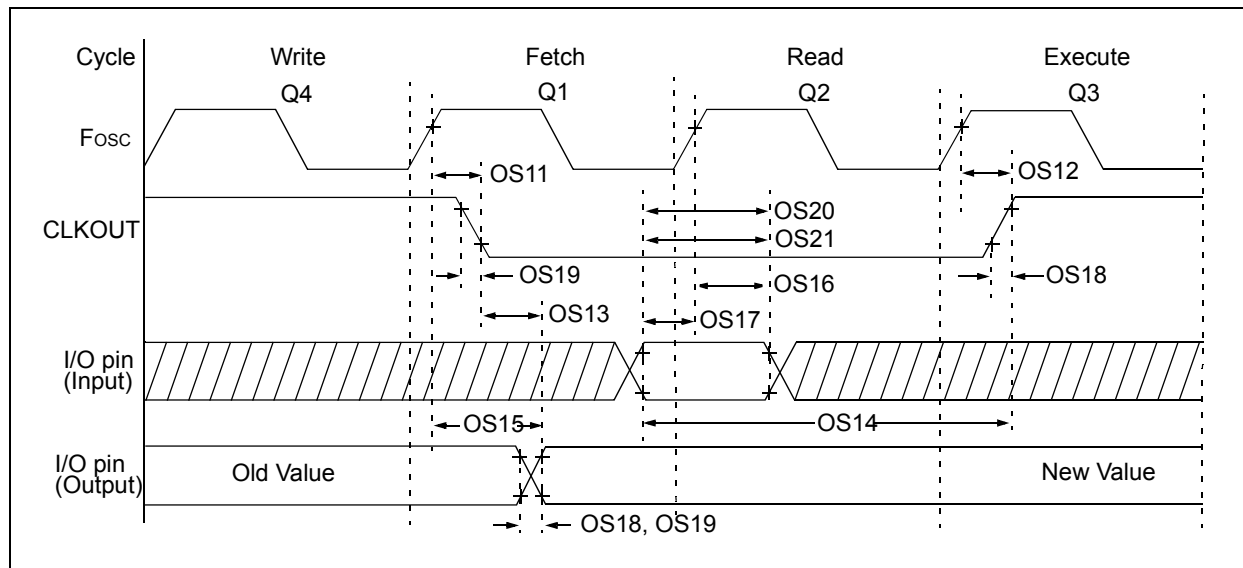 Cycle Write Fetch Read Execute
Q4 Q1 Q2 Q3
FOSC
OS11 OS12
OS20
CLKOUT
OS21
OS19 OS16 OS18
OS13 OS17
I/O pin
(Input)
OS15 OS14
I/O pin
(Output)
Old Value New Value
OS18, OS19